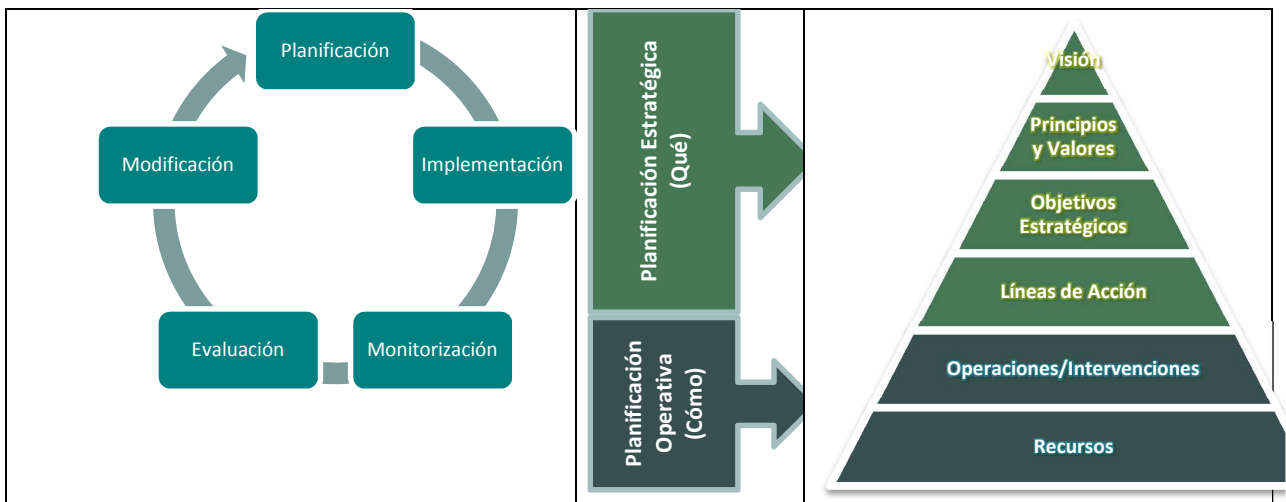 Planificación
Implementación
Monitorización
Evaluación
Modificación
Planificación Estratégica
(Qué)
Planificación
Operativa
(Cómo)
Visión
Principios
y Valores
Objetivos
Estratégicos
Líneas de Acción
Operaciones/Intervenciones
Recursos